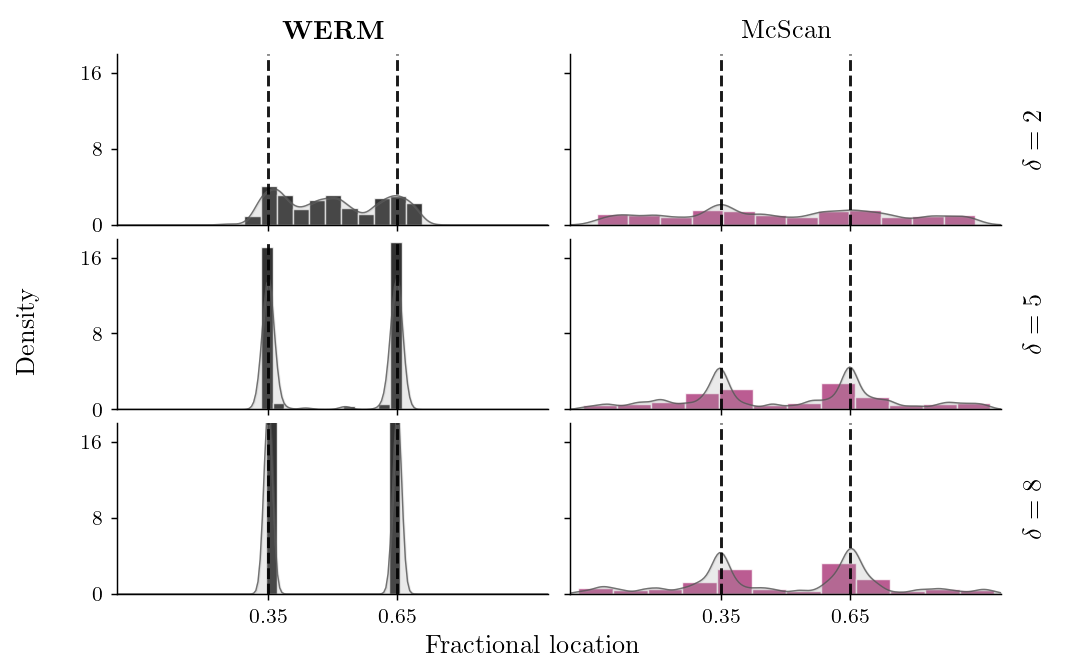 WERM McScan
16
8
0
δ = 2
16
8
0
δ = 5
Density
16
8
0
δ = 8
0.35 0.65 0.35 0.65
Fractional location